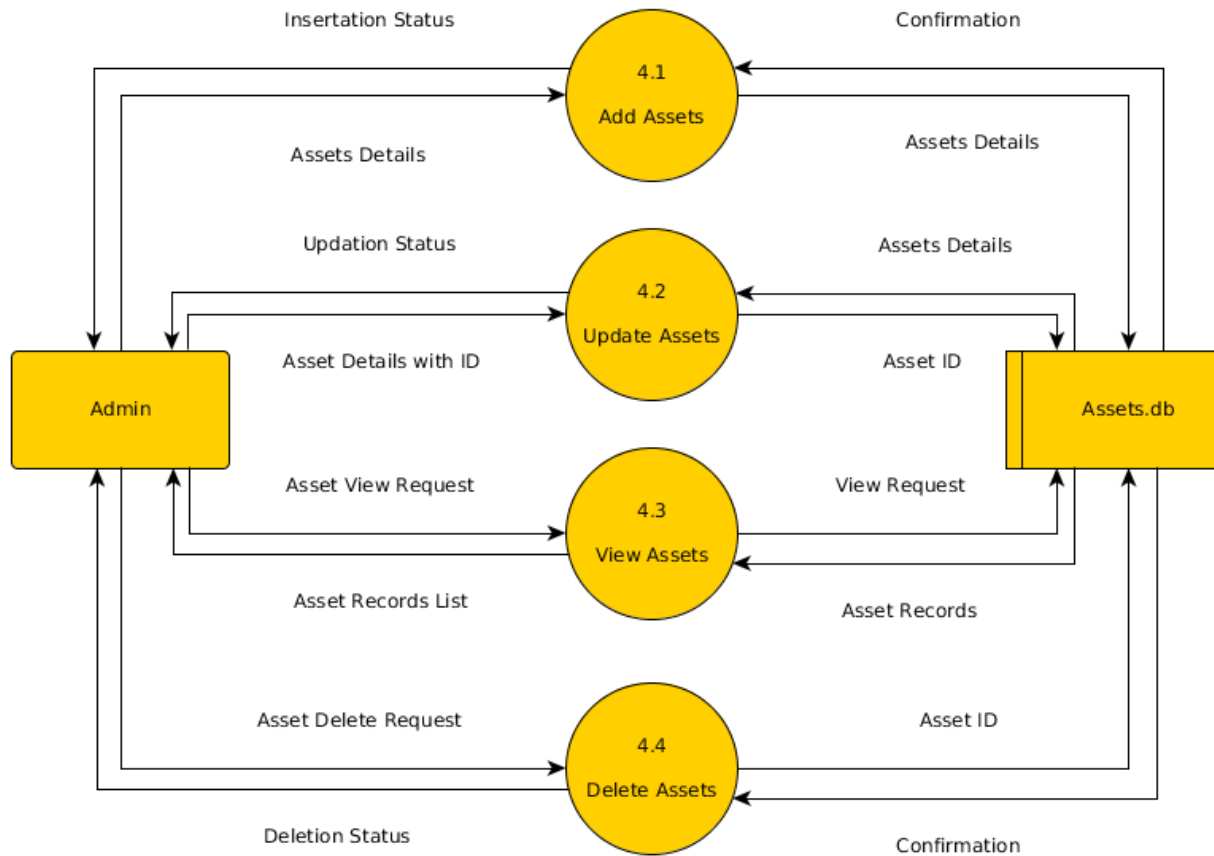 Insertation Status
Confirmation
4.1
Add Assets
Assets Details
Assets Details
Updation Status
Assets Details
4.2
Update Assets
Asset Details with ID
Asset ID
Admin
Assets.db
Asset View Request
View Request
4.3
View Assets
Asset Records List
Asset Records
Asset Delete Request
Asset ID
4.4
Delete Assets
Deletion Status
Confirmation